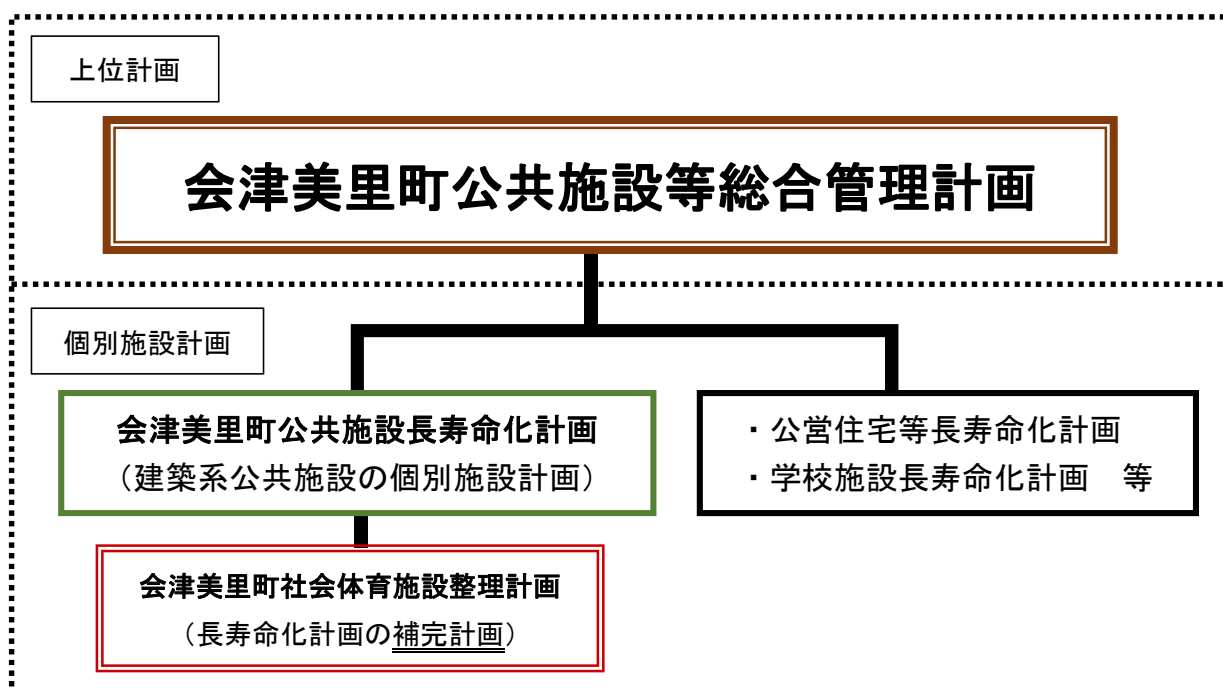 上位計画
会津美里町公共施設等総合管理計画
個別施設計画
会津美里町公共施設長寿命化計画
（建築系公共施設の個別施設計画）
・公営住宅等長寿命化計画
・学校施設長寿命化計画　等
会津美里町社会体育施設整理計画
（長寿命化計画の補完計画）